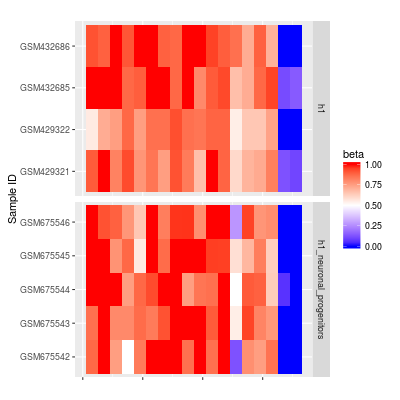 GSM432686
GSM432685
GSM429322
GSM429321
h1
GSM675546
GSM675545
GSM675544
GSM675543
GSM675542
h1_neuronal_progenitors
Sample ID
beta
1.00
0.75
0.50
0.25
0.00